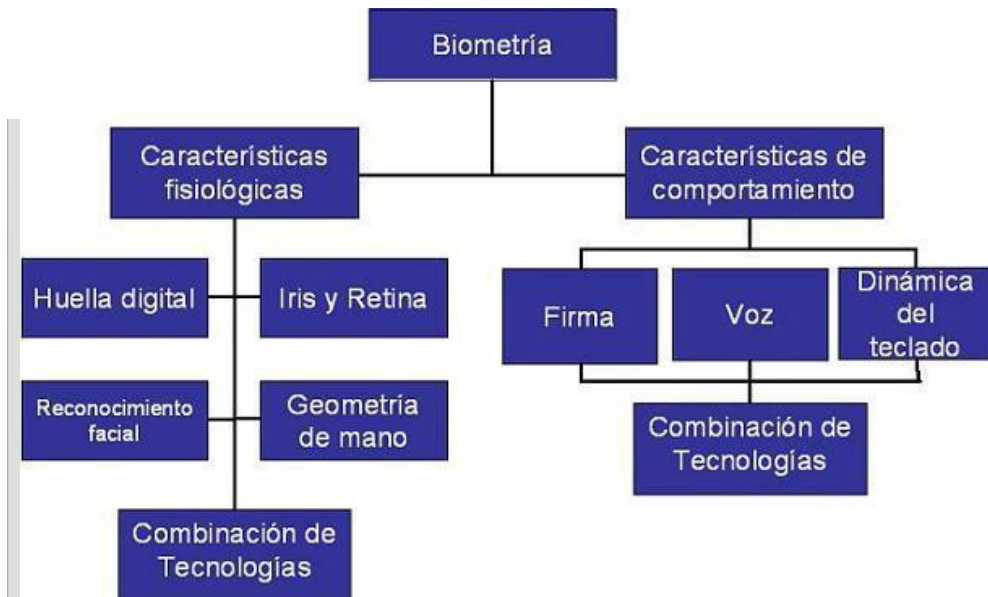 Biometría
Características
fisiológicas
Características de
comportamiento
Huella digital
Iris y Retina
Firma
Voz
Dinámica
del
teclado
Reconocimiento
facial
Geometría
de mano
Combinación de
Tecnologías
Combinación de
Tecnologías